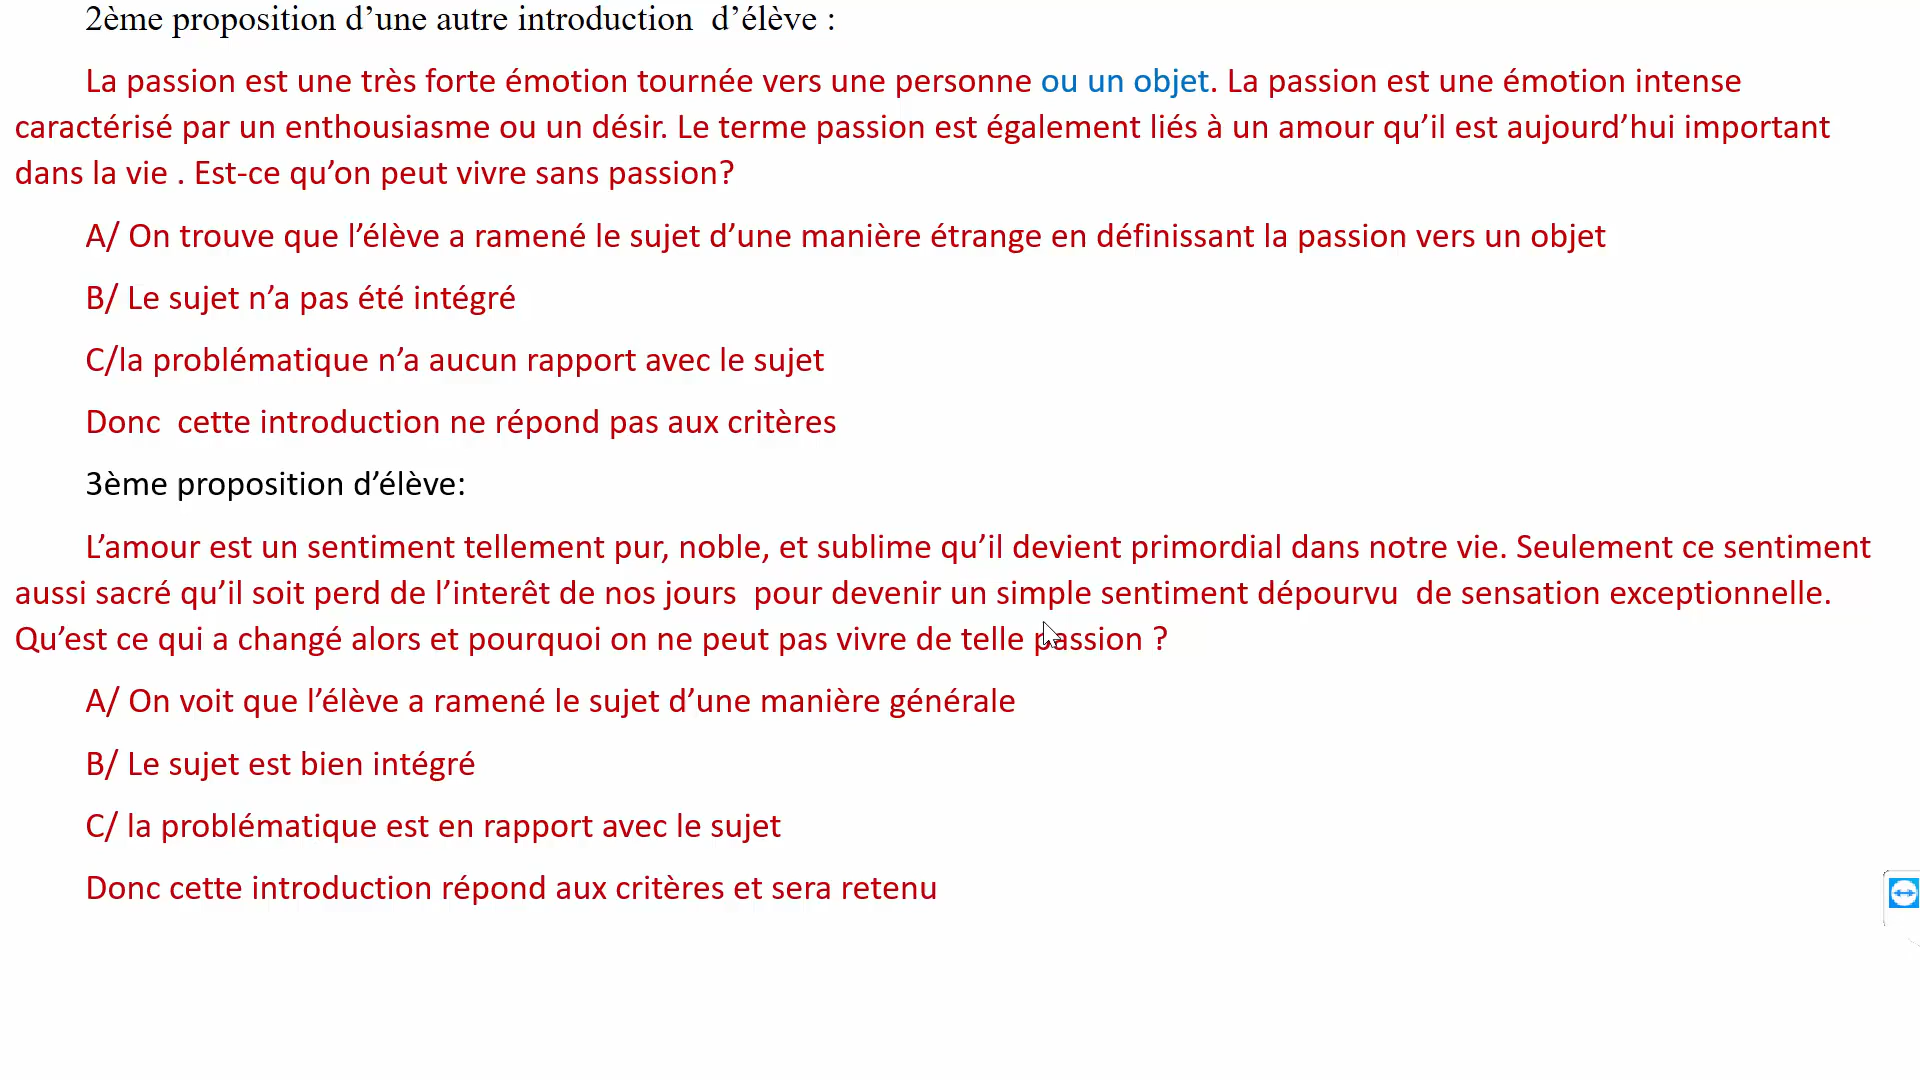 2ème proposition d’une autre introduction  d’élève :
La passion est une très forte émotion tournée vers une personne ou un objet. La passion est une émotion intense
caractérisé par un enthousiasme ou un désir. Le terme passion est également liés à un amour qu’il est aujourd’hui important
dans la vie . Est-ce qu’on peut vivre sans passion?
A/ On trouve que l’élève a ramené le sujet d’une manière étrange en définissant la passion vers un objet
B/ Le sujet n’a pas été intégré
C/la problématique n’a aucun rapport avec le sujet
Donc  cette introduction ne répond pas aux critères
3ème proposition d’élève:
L’amour est un sentiment tellement pur, noble, et sublime qu’il devient primordial dans notre vie. Seulement ce sentiment
aussi sacré qu’il soit perd de l’interêt de nos jours  pour devenir un simple sentiment dépourvu  de sensation exceptionnelle.
Qu’est ce qui a changé alors et pourquoi on ne peut pas vivre de telle passion ?
A/ On voit que l’élève a ramené le sujet d’une manière générale
B/ Le sujet est bien intégré
C/ la problématique est en rapport avec le sujet
Donc cette introduction répond aux critères et sera retenu